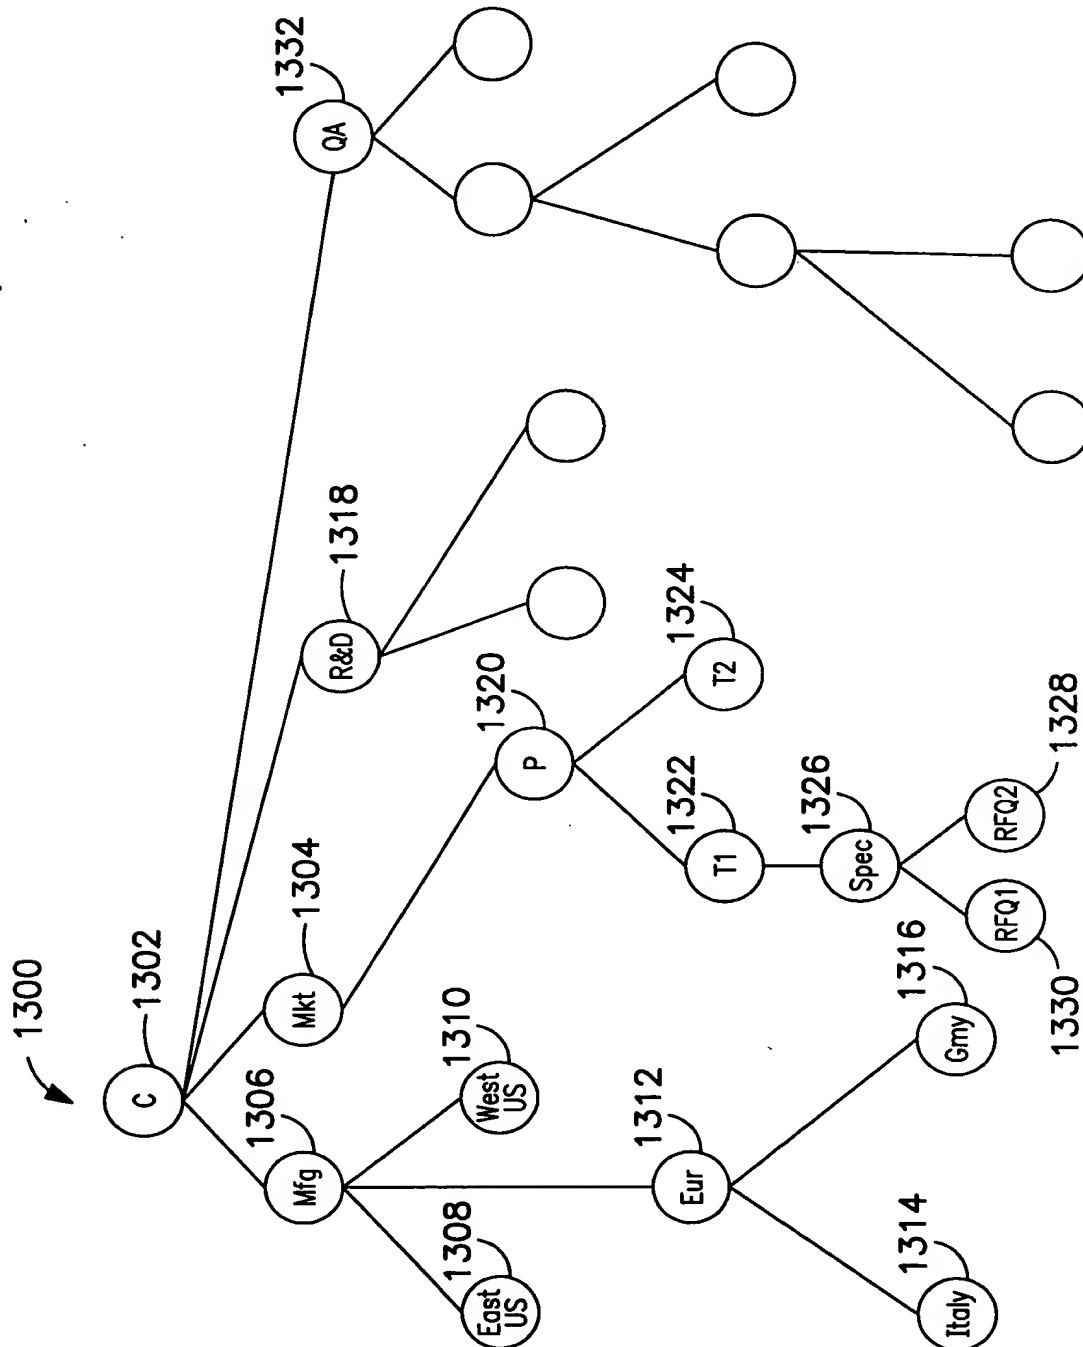 1300
C
1302
Mfg
1306
Mkt
1304
R&D
1318
QA
1332
East
US
1308
West
US
1310
Eur
1312
Italy
1314
Gmy
1316
P
1320
T1
1322
T2
1324
Spec
1326
RFQ1
1330
RFQ2
1328